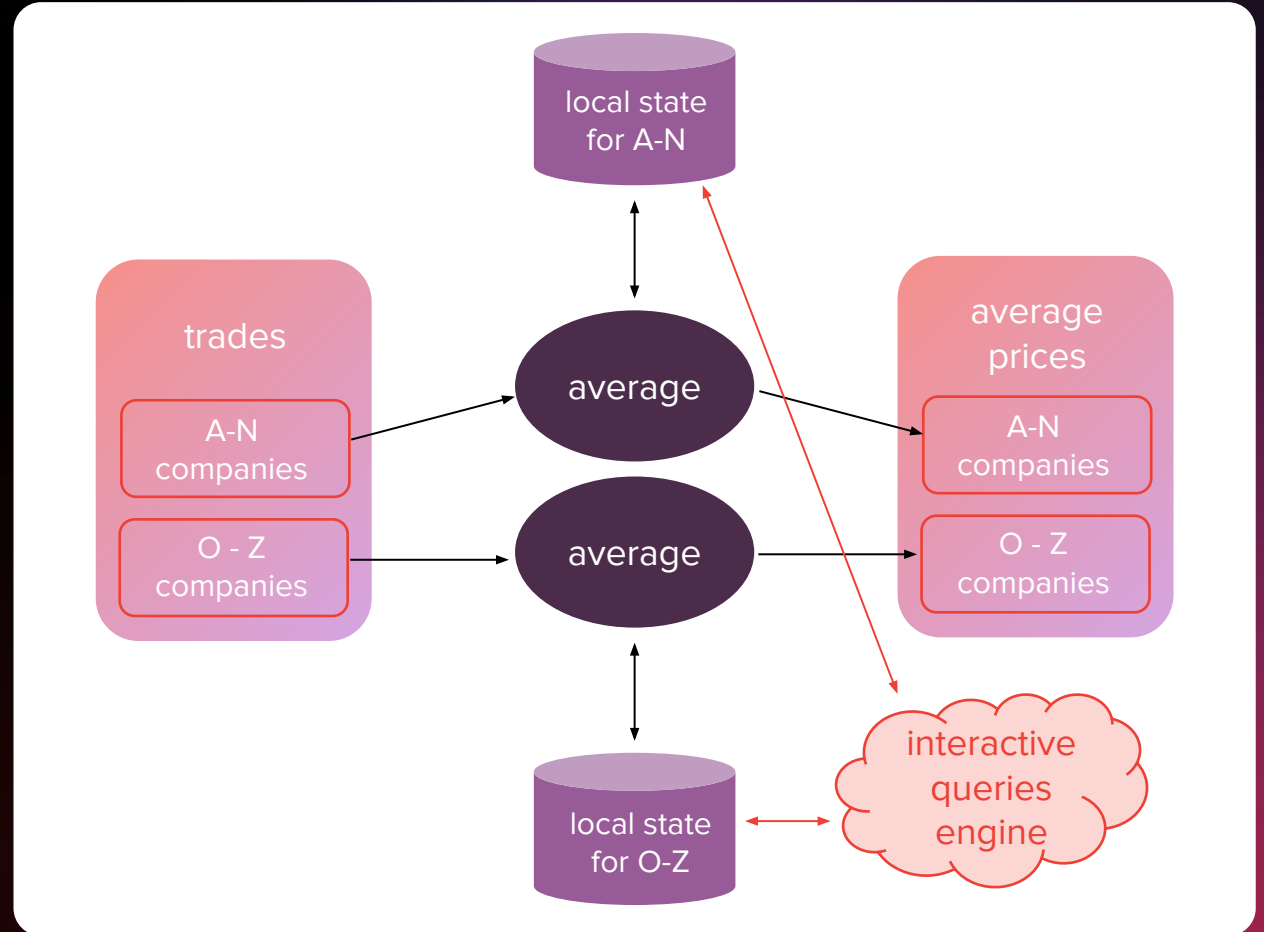 local state
for A-N
trades
A-N
companies
O - Z
companies
average
average
average
prices
A-N
companies
O - Z
companies
local state
for O-Z
interactive
queries
engine